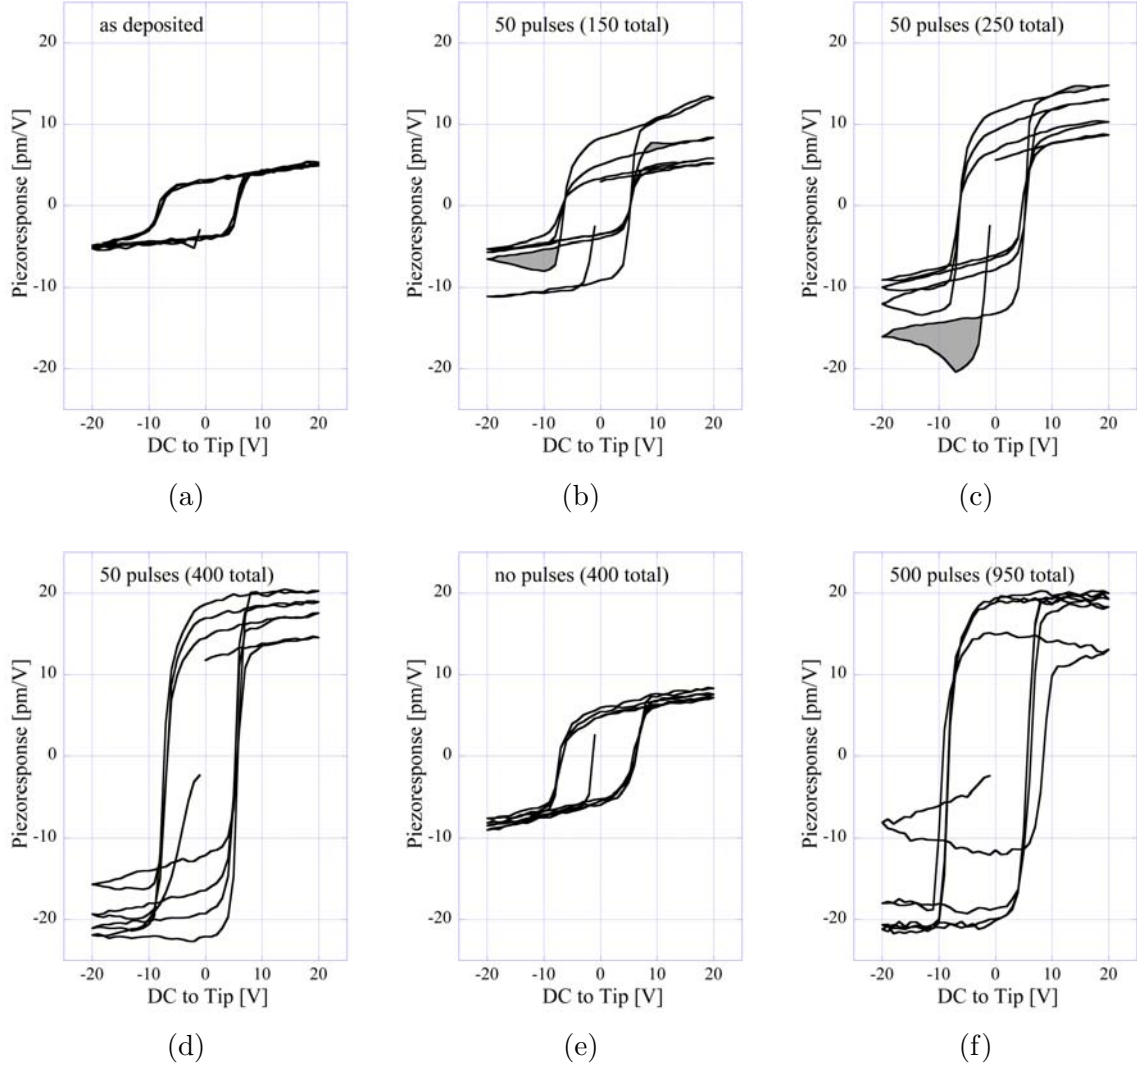 as deposited
20
10
0
-10
-20
Piezoresponse [pm/V]
-20 -10 0 10 20
DC to Tip [V]
(a)
50 pulses (150 total)
20
10
0
-10
-20
Piezoresponse [pm/V]
-20 -10 0 10 20
DC to Tip [V]
(b)
50 pulses (250 total)
20
10
0
-10
-20
Piezoresponse [pm/V]
-20 -10 0 10 20
DC to Tip [V]
(c)
50 pulses (400 total)
20
10
0
-10
-20
Piezoresponse [pm/V]
-20 -10 0 10 20
DC to Tip [V]
(d)
no pulses (400 total)
20
10
0
-10
-20
Piezoresponse [pm/V]
-20 -10 0 10 20
DC to Tip [V]
(e)
500 pulses (950 total)
20
10
0
-10
-20
Piezoresponse [pm/V]
-20 -10 0 10 20
DC to Tip [V]
(f)